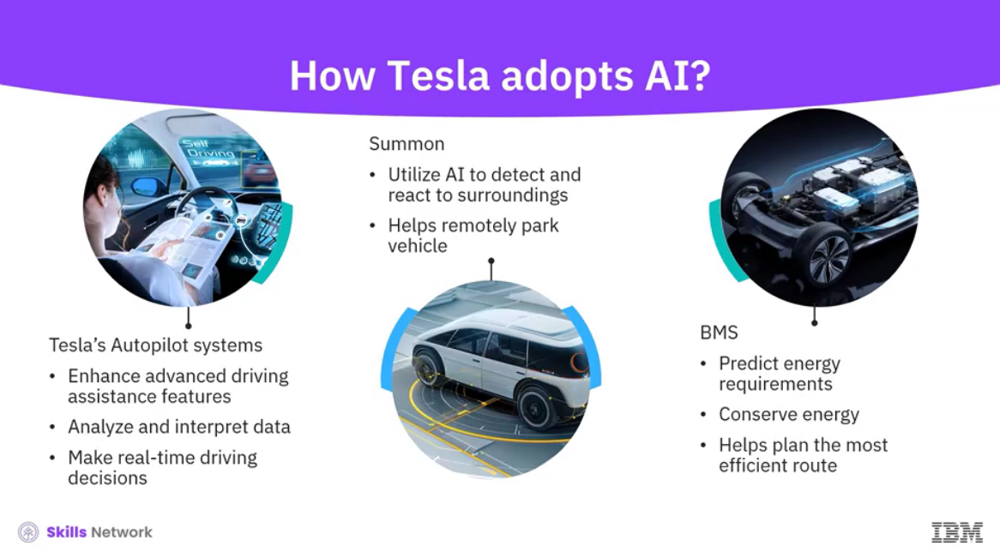 How Tesla adopts AI?
Self
Driving
Tesla's Autopilot systems
• Enhance advanced driving
assistance features
• Analyze and interpret data
• Make real-time driving
decisions
Summon
• Utilize AI to detect and
react to surroundings
• Helps remotely park
vehicle
BMS
• Predict energy
requirements
• Conserve energy
• Helps plan the most
efficient route
Skills Network
IBM